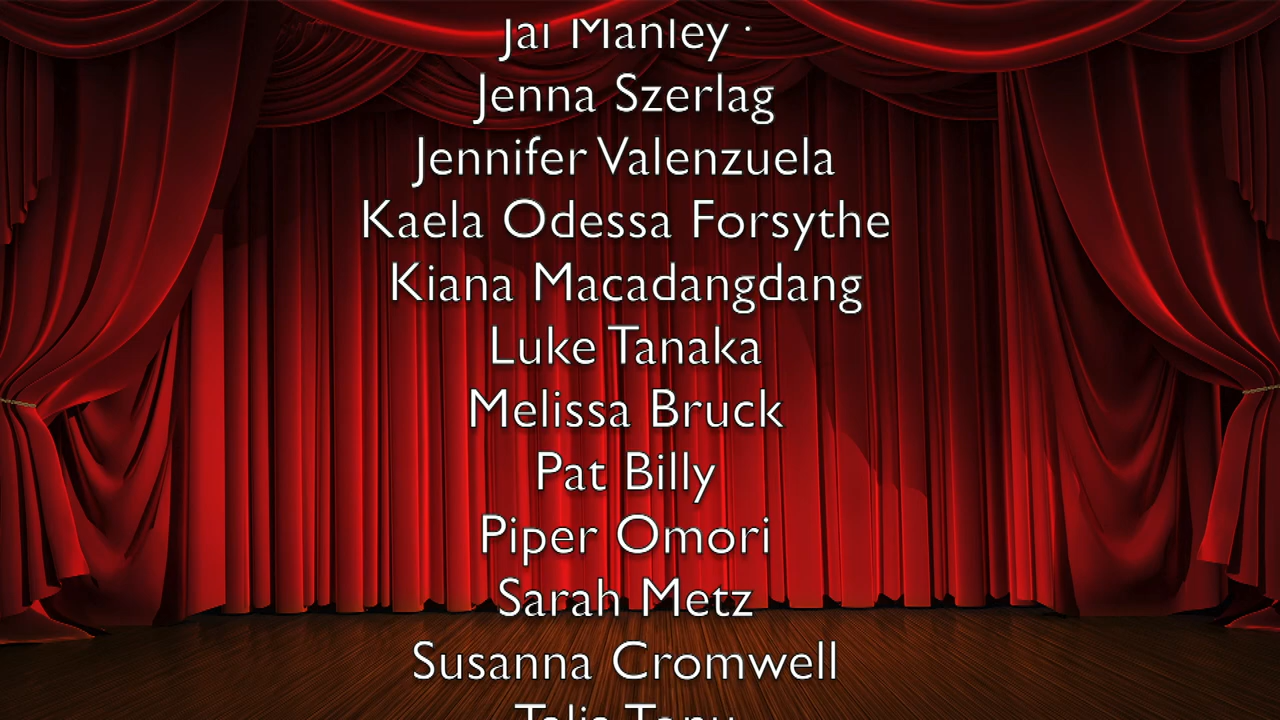 Jai Manley ·
Jenna Szerlag
Jennifer Valenzuela
Kaela Odessa Forsythe
Kiana Macadangdang
Luke Tanaka
Melissa Bruck
Pat Billy
Piper Omori
Sarah Metz
Susanna Cromwell